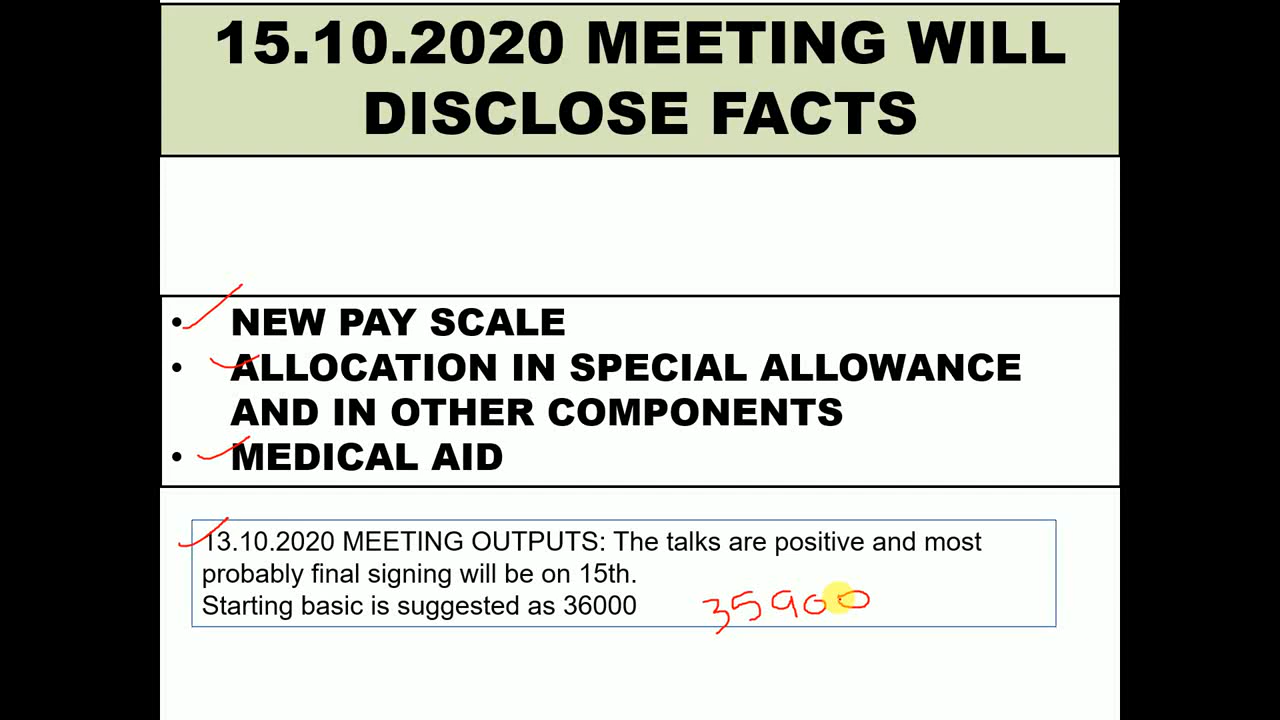 15.10.2020 MEETING WILL
DISCLOSE FACTS
• NEW PAY SCALE
• ALLOCATION IN SPECIAL ALLOWANCE
AND IN OTHER COMPONENTS
• MEDICAL AID
13.10.2020 MEETING OUTPUTS: The talks are positive and most
probably final signing will be on 15th.
Starting basic is suggested as 36000 35900